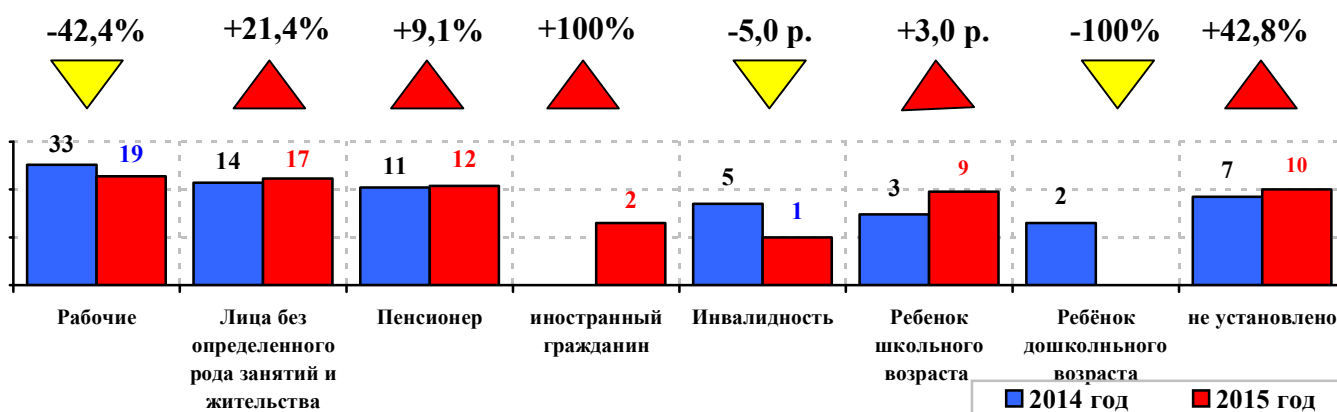 -42,4% +21,4% +9,1% +100% -5,0 р. +3,0 р. -100% +42,8%
33 19 14 17 11 12 2 5 1 3 9 2 7 10
Рабочие Лица без Пенсионер иностранный Инвалидность Ребенок Ребёнок не установлено
определенного гражданин школьного дошколньного
рода занятий и возраста возраста
жительства
2014 год 2015 год